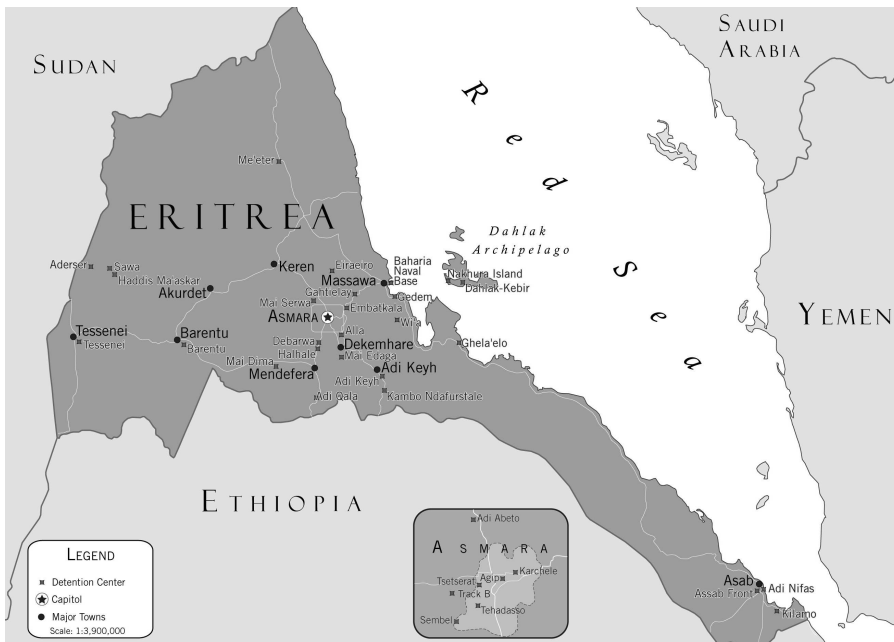 SUDAN
SAUDI
ARABIA
Red Sea
Me'eter
ERITREA
Dahlak
Archipelago
Aderser
Sawa
Haddis Ma'askar
Keren
Eiraeiro
Baharia
Naval
Base
Nakhura Island
Dahlak-Kebir
Akurdet
Massawa
Gahtielay
Gedem
Mai Serwa
Embatkala
ASMARA
Wi'a
YEMEN
Tessenei
Tessenei
Barentu
Barentu
Alla
Debarwa
Dekemhare
Ghela'elo
Halhale
Mai Edaga
Mai Dima
Mendefera
Adi Keyh
Adi Keyh
Adi Qala
Kambo Ndafurstale
ETHIOPIA
Adi Abeto
ASMARA
Karchele
Agip
Tsetserat
Track B
Tehadasso
Sembel
Asab
Assab Front
Adi Nifas
Kilamo
LEGEND
Detention Center
Capitol
Major Towns
Scale: 1:3,900,000